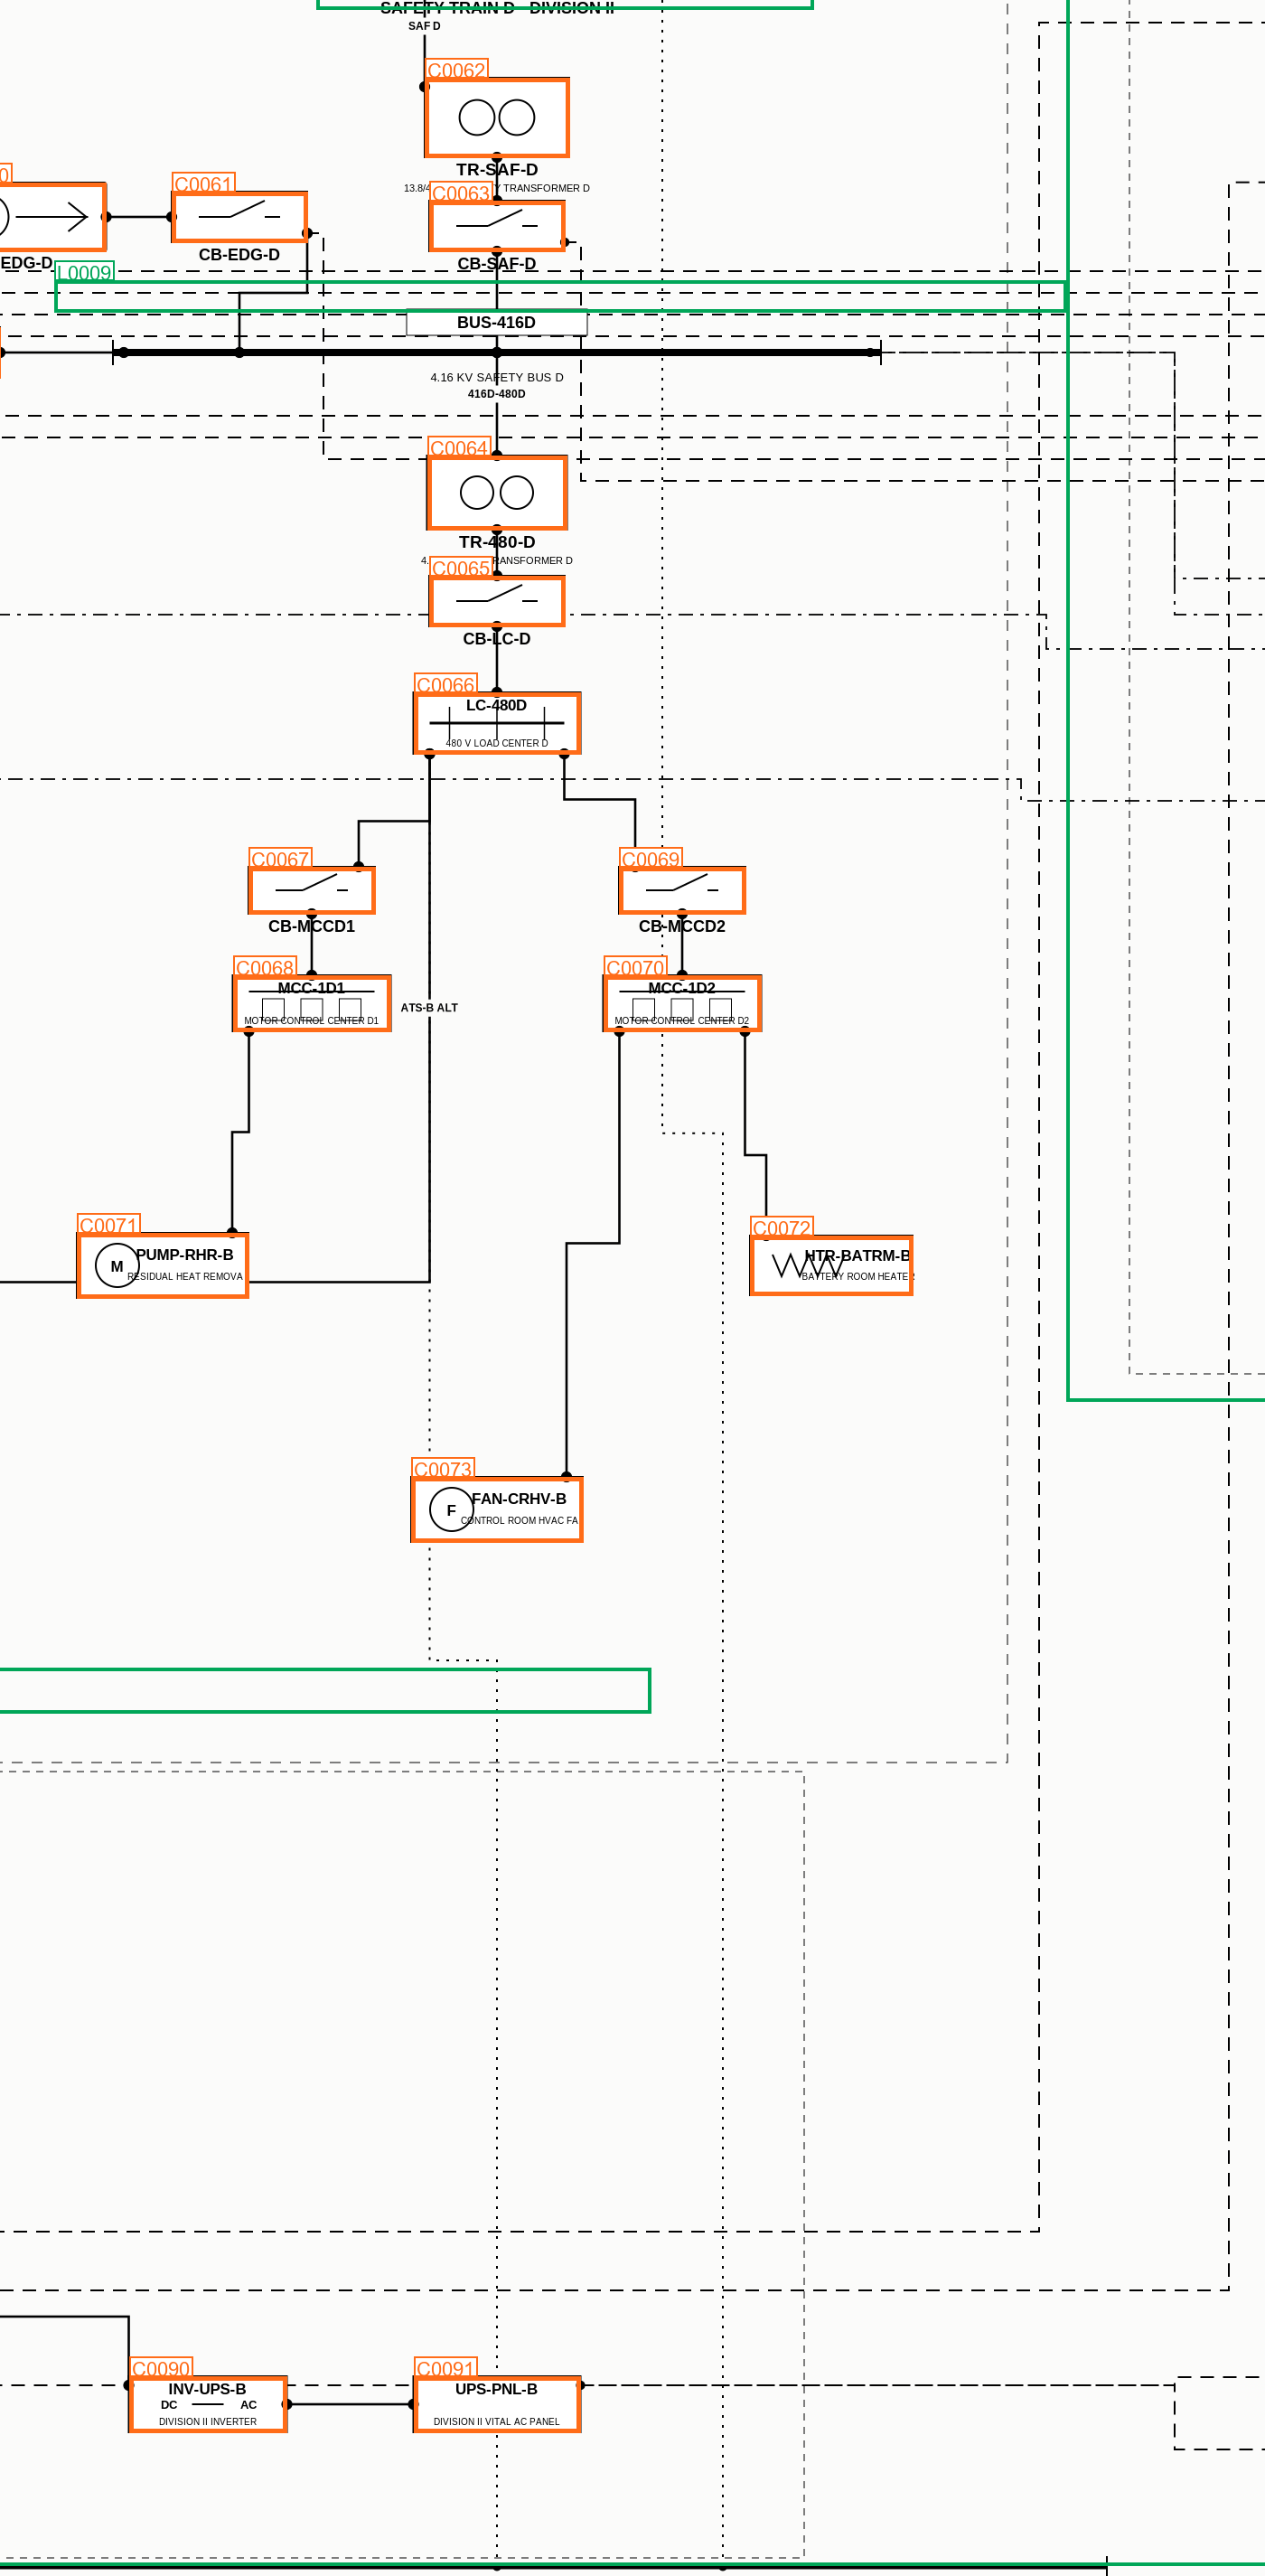 SAFETY TRAIN D - DIVISION II
SAF D
C0062
TR-SAF-D
13.8/4 Y TRANSFORMER D
C0061
C0063
CB-EDG-D
EDG-D
CB-SAF-D
L0009
BUS-416D
4.16 KV SAFETY BUS D
416D-480D
C0064
TR-480-D
4. RANSFORMER D
C0065
CB-LC-D
C0066
LC-480D
480 V LOAD CENTER D
C0067
C0069
CB-MCCD1
CB-MCCD2
C0068
C0070
MCC-1D1
MCC-1D2
MOTOR CONTROL CENTER D1
MOTOR CONTROL CENTER D2
ATS-B ALT
C0071
C0072
M
PUMP-RHR-B
RESIDUAL HEAT REMOVA
HTR-BATRM-B
BATTERY ROOM HEATER
C0073
F
FAN-CRHV-B
CONTROL ROOM HVAC FA
C0090
C0091
INV-UPS-B
DC AC
DIVISION II INVERTER
UPS-PNL-B
DIVISION II VITAL AC PANEL